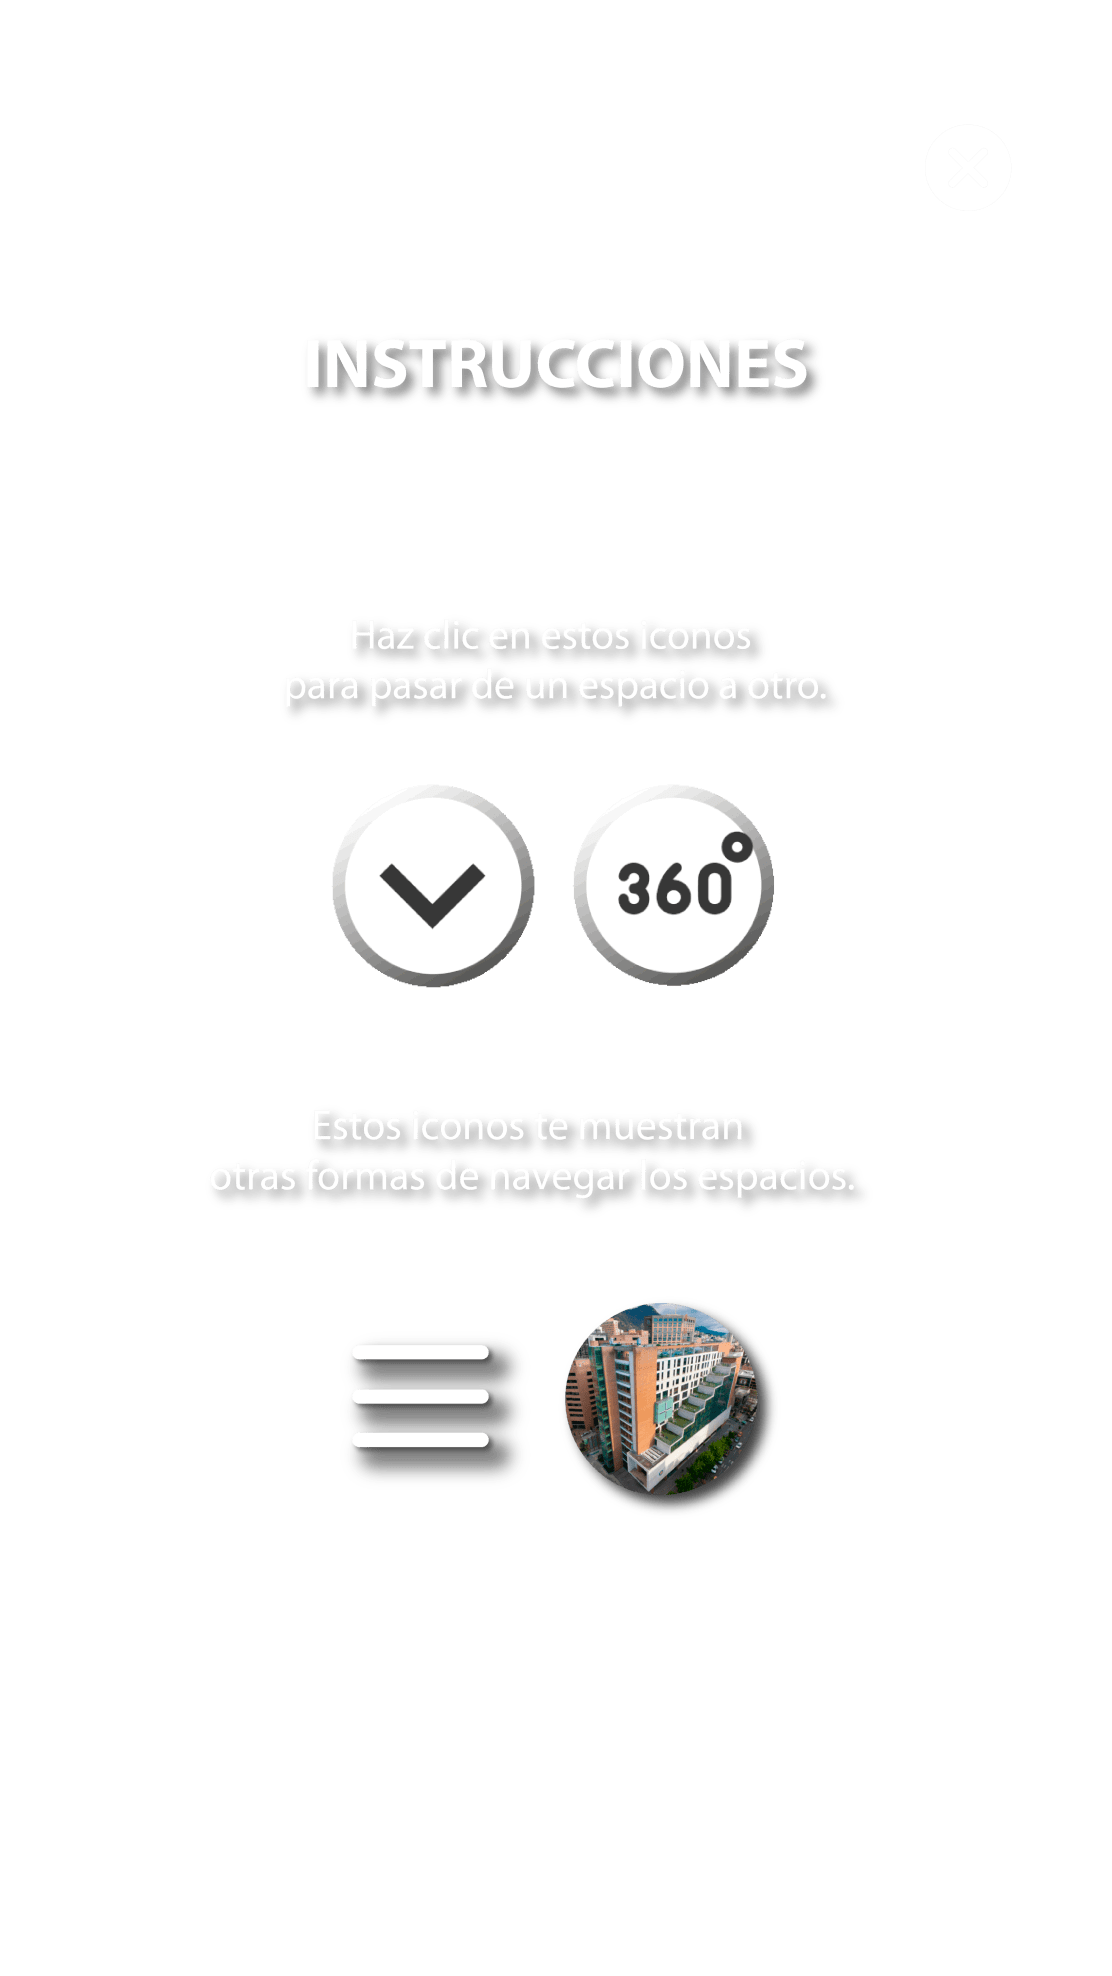 INSTRUCCIONES
Haz clic en estos iconos
para pasar de un espacio a otro.
360°
Estos iconos te muestran
otras formas de navegar los espacios.